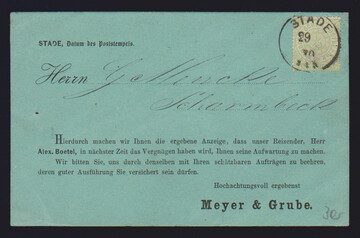 STADE
29
70
STADE, Datum des Poststempels.
Herrn
Scharmbeck
Hierdurch machen wir Ihnen die ergebene Anzeige, dass unser Reisender, Herr
Alex. Boetel, in nächster Zeit das Vergnügen haben wird, Ihnen seine Aufwartung zu machen.
Wir bitten Sie, uns durch denselben mit Ihren schätzbaren Aufträgen zu beehren,
deren guter Ausführung Sie versichert sein dürfen.
Hochachtungsvoll ergebenst
Meyer & Grube.